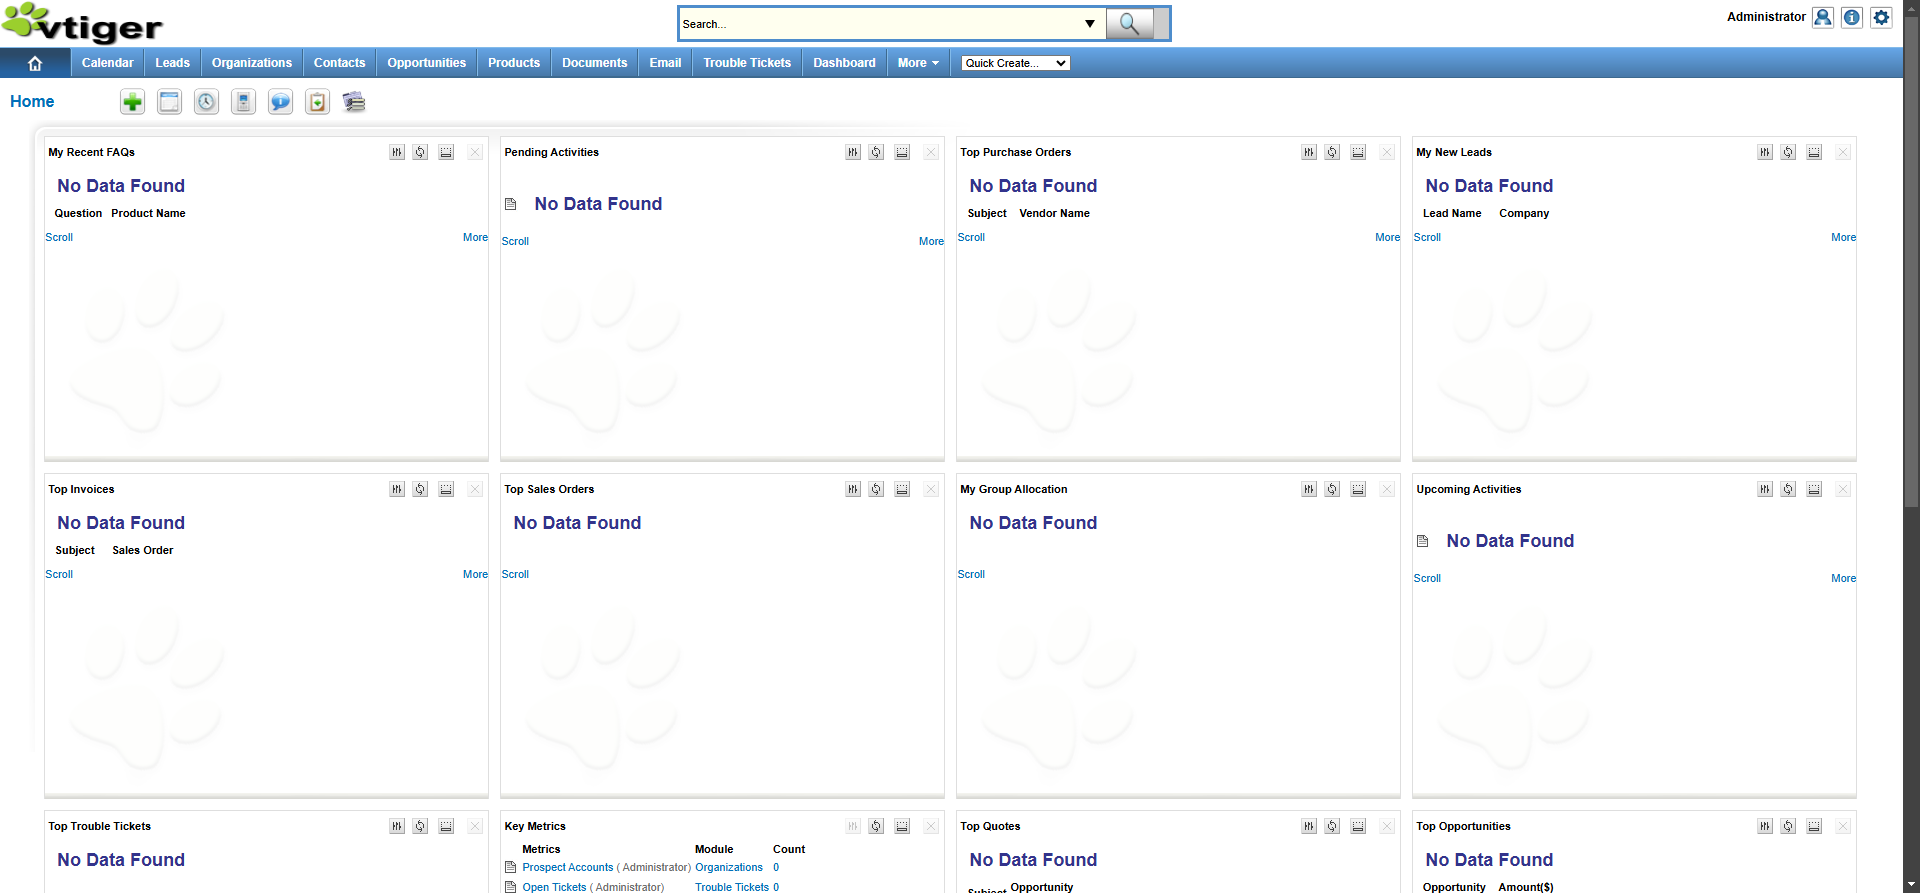 vtiger
Search...
Administrator
Calendar Leads Organizations Contacts Opportunities Products Documents Email Trouble Tickets Dashboard More Quick Create...
Home
My Recent FAQs
No Data Found
Question Product Name
Scroll More
Pending Activities
No Data Found
Scroll More
Top Purchase Orders
No Data Found
Subject Vendor Name
Scroll More
My New Leads
No Data Found
Lead Name Company
Scroll More
Top Invoices
No Data Found
Subject Sales Order
Scroll More
Top Sales Orders
No Data Found
Scroll
My Group Allocation
No Data Found
Scroll
Upcoming Activities
No Data Found
Scroll More
Top Trouble Tickets
No Data Found
Key Metrics
Metrics Module Count
Prospect Accounts ( Administrator) Organizations 0
Open Tickets ( Administrator) Trouble Tickets 0
Top Quotes
No Data Found
Subject Opportunity
Top Opportunities
No Data Found
Opportunity Amount($)